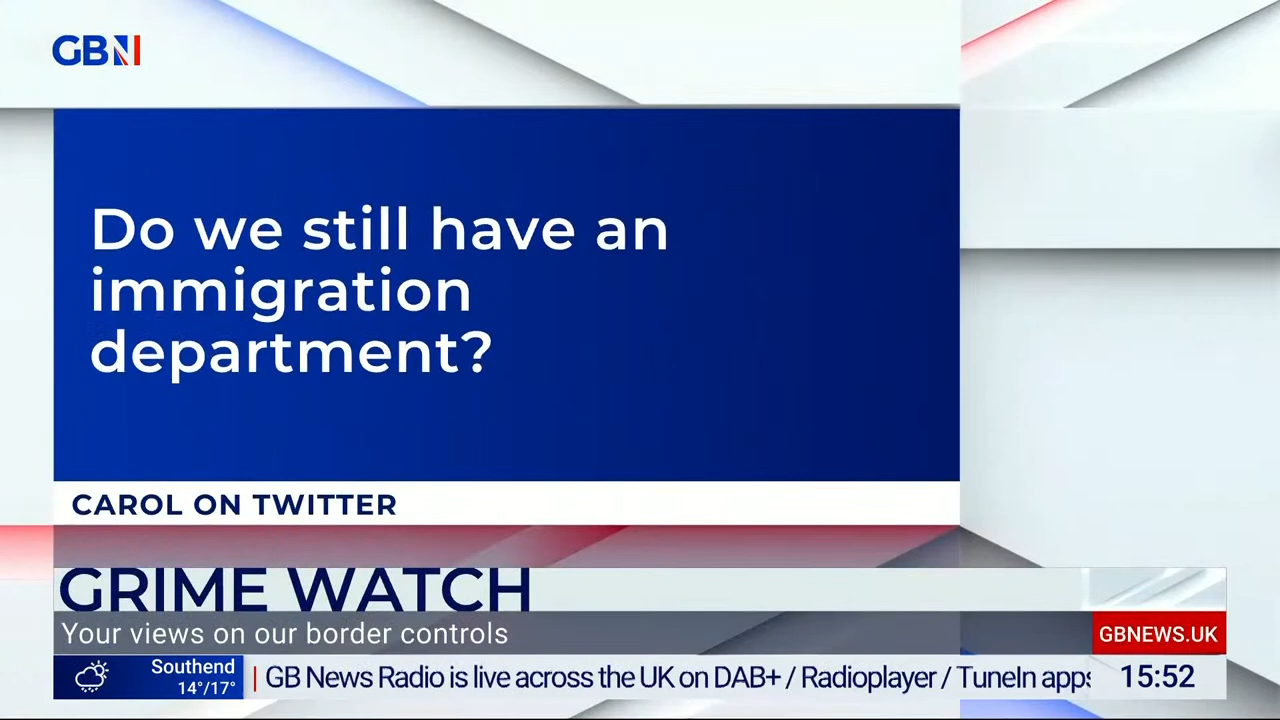 GBN
Do we still have an
immigration
department?
CAROL ON TWITTER
GRIME WATCH
Your views on our border controls
GBNEWS.UK
Southend
14°/17°
GB News Radio is live across the UK on DAB+ / Radioplayer / TuneIn apps
15:52